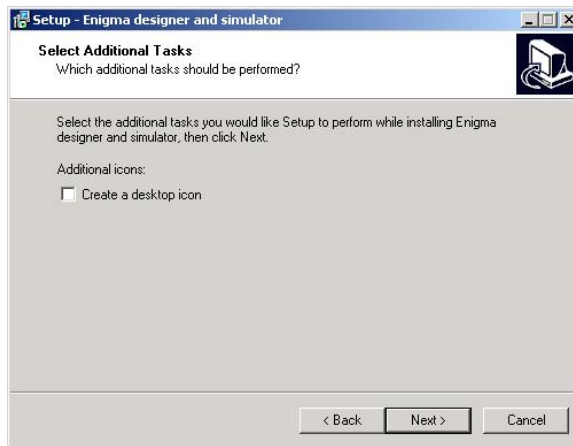 Setup - Enigma designer and simulator
Select Additional Tasks
Which additional tasks should be performed?
Select the additional tasks you would like Setup to perform while installing Enigma
designer and simulator, then click Next.
Additional icons:
Create a desktop icon
< Back
Next >
Cancel